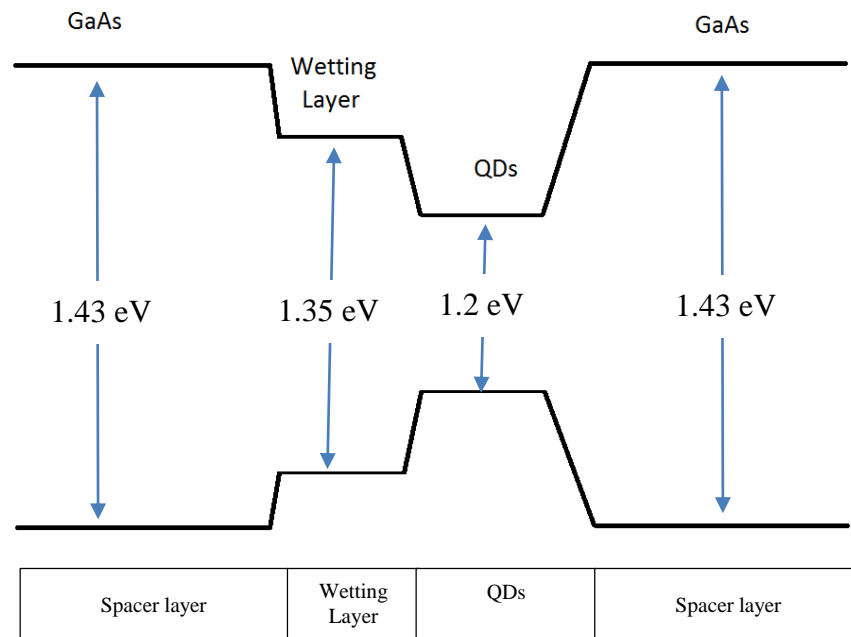 GaAs
GaAs
Wetting
Layer
QDs
1.43 eV
1.35 eV
1.2 eV
1.43 eV
Spacer layer
Wetting
Layer
QDs
Spacer layer